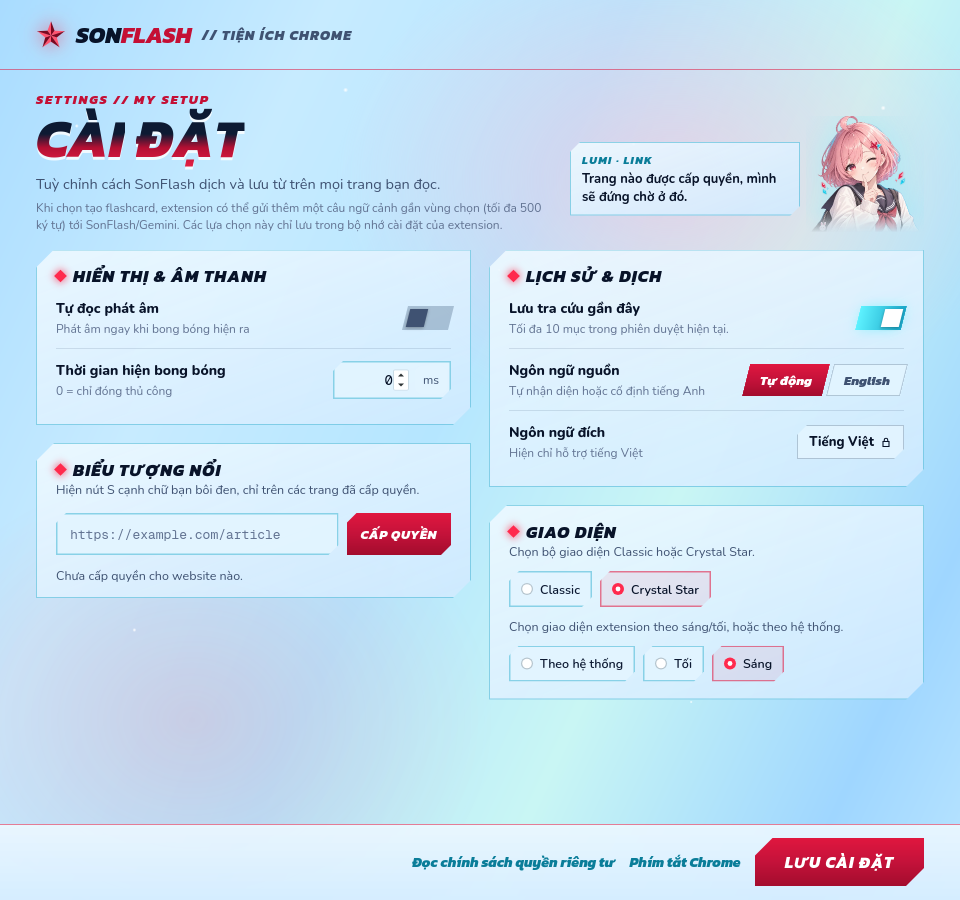 SONFLASH // TIỆN ÍCH CHROME
SETTINGS // MY SETUP
CÀI ĐẶT
Tuỳ chỉnh cách SonFlash dịch và lưu từ trên mọi trang bạn đọc.
Khi chọn tạo flashcard, extension có thể gửi thêm một câu ngữ cảnh gần vùng chọn (tối đa 500
ký tự) tới SonFlash/Gemini. Các lựa chọn này chỉ lưu trong bộ nhớ cài đặt của extension.
LUMI · LINK
Trang nào được cấp quyền, mình
sẽ đứng chờ ở đó.
HIỂN THỊ & ÂM THANH
Tự đọc phát âm
Phát âm ngay khi bong bóng hiện ra
Thời gian hiện bong bóng
0 = chỉ đóng thủ công
0 ms
BIỂU TƯỢNG NỔI
Hiện nút S cạnh chữ bạn bôi đen, chỉ trên các trang đã cấp quyền.
https://example.com/article
CẤP QUYỀN
Chưa cấp quyền cho website nào.
LỊCH SỬ & DỊCH
Lưu tra cứu gần đây
Tối đa 10 mục trong phiên duyệt hiện tại.
Ngôn ngữ nguồn
Tự nhận diện hoặc cố định tiếng Anh
Tự động English
Ngôn ngữ đích
Hiện chỉ hỗ trợ tiếng Việt
Tiếng Việt
GIAO DIỆN
Chọn bộ giao diện Classic hoặc Crystal Star.
Classic Crystal Star
Chọn giao diện extension theo sáng/tối, hoặc theo hệ thống.
Theo hệ thống Tối Sáng
Đọc chính sách quyền riêng tư Phím tắt Chrome LƯU CÀI ĐẶT